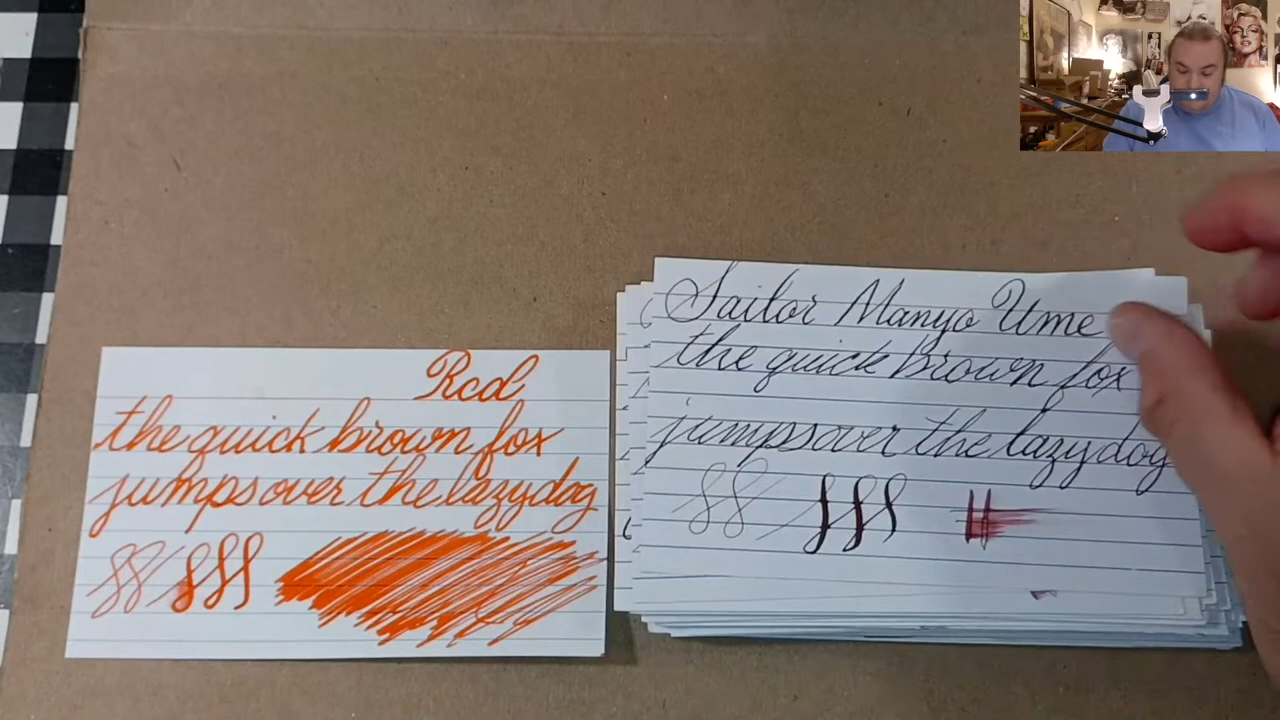 Red
the quick brown fox
jumps over the lazy dog
Sailor Manyo Ume
the quick brown fox
jumps over the lazy dog